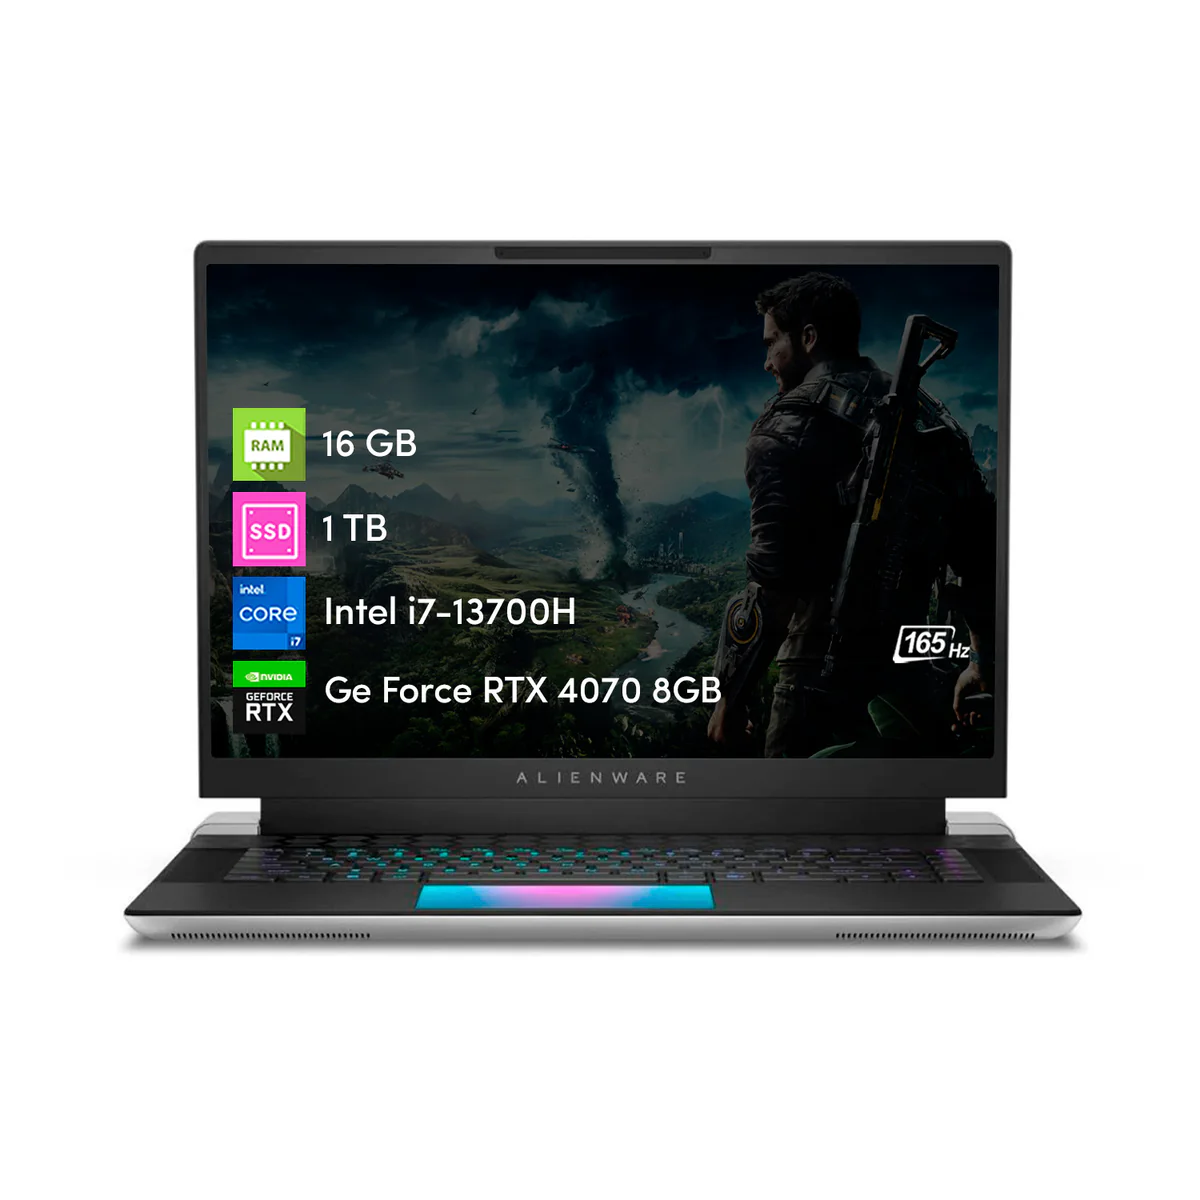 RAM
16 GB
SSD
1 TB
intel
CORE
i7
Intel i7-13700H
165 Hz
NVIDIA
GEFORCE
RTX
Ge Force RTX 4070 8GB
ALIENWARE